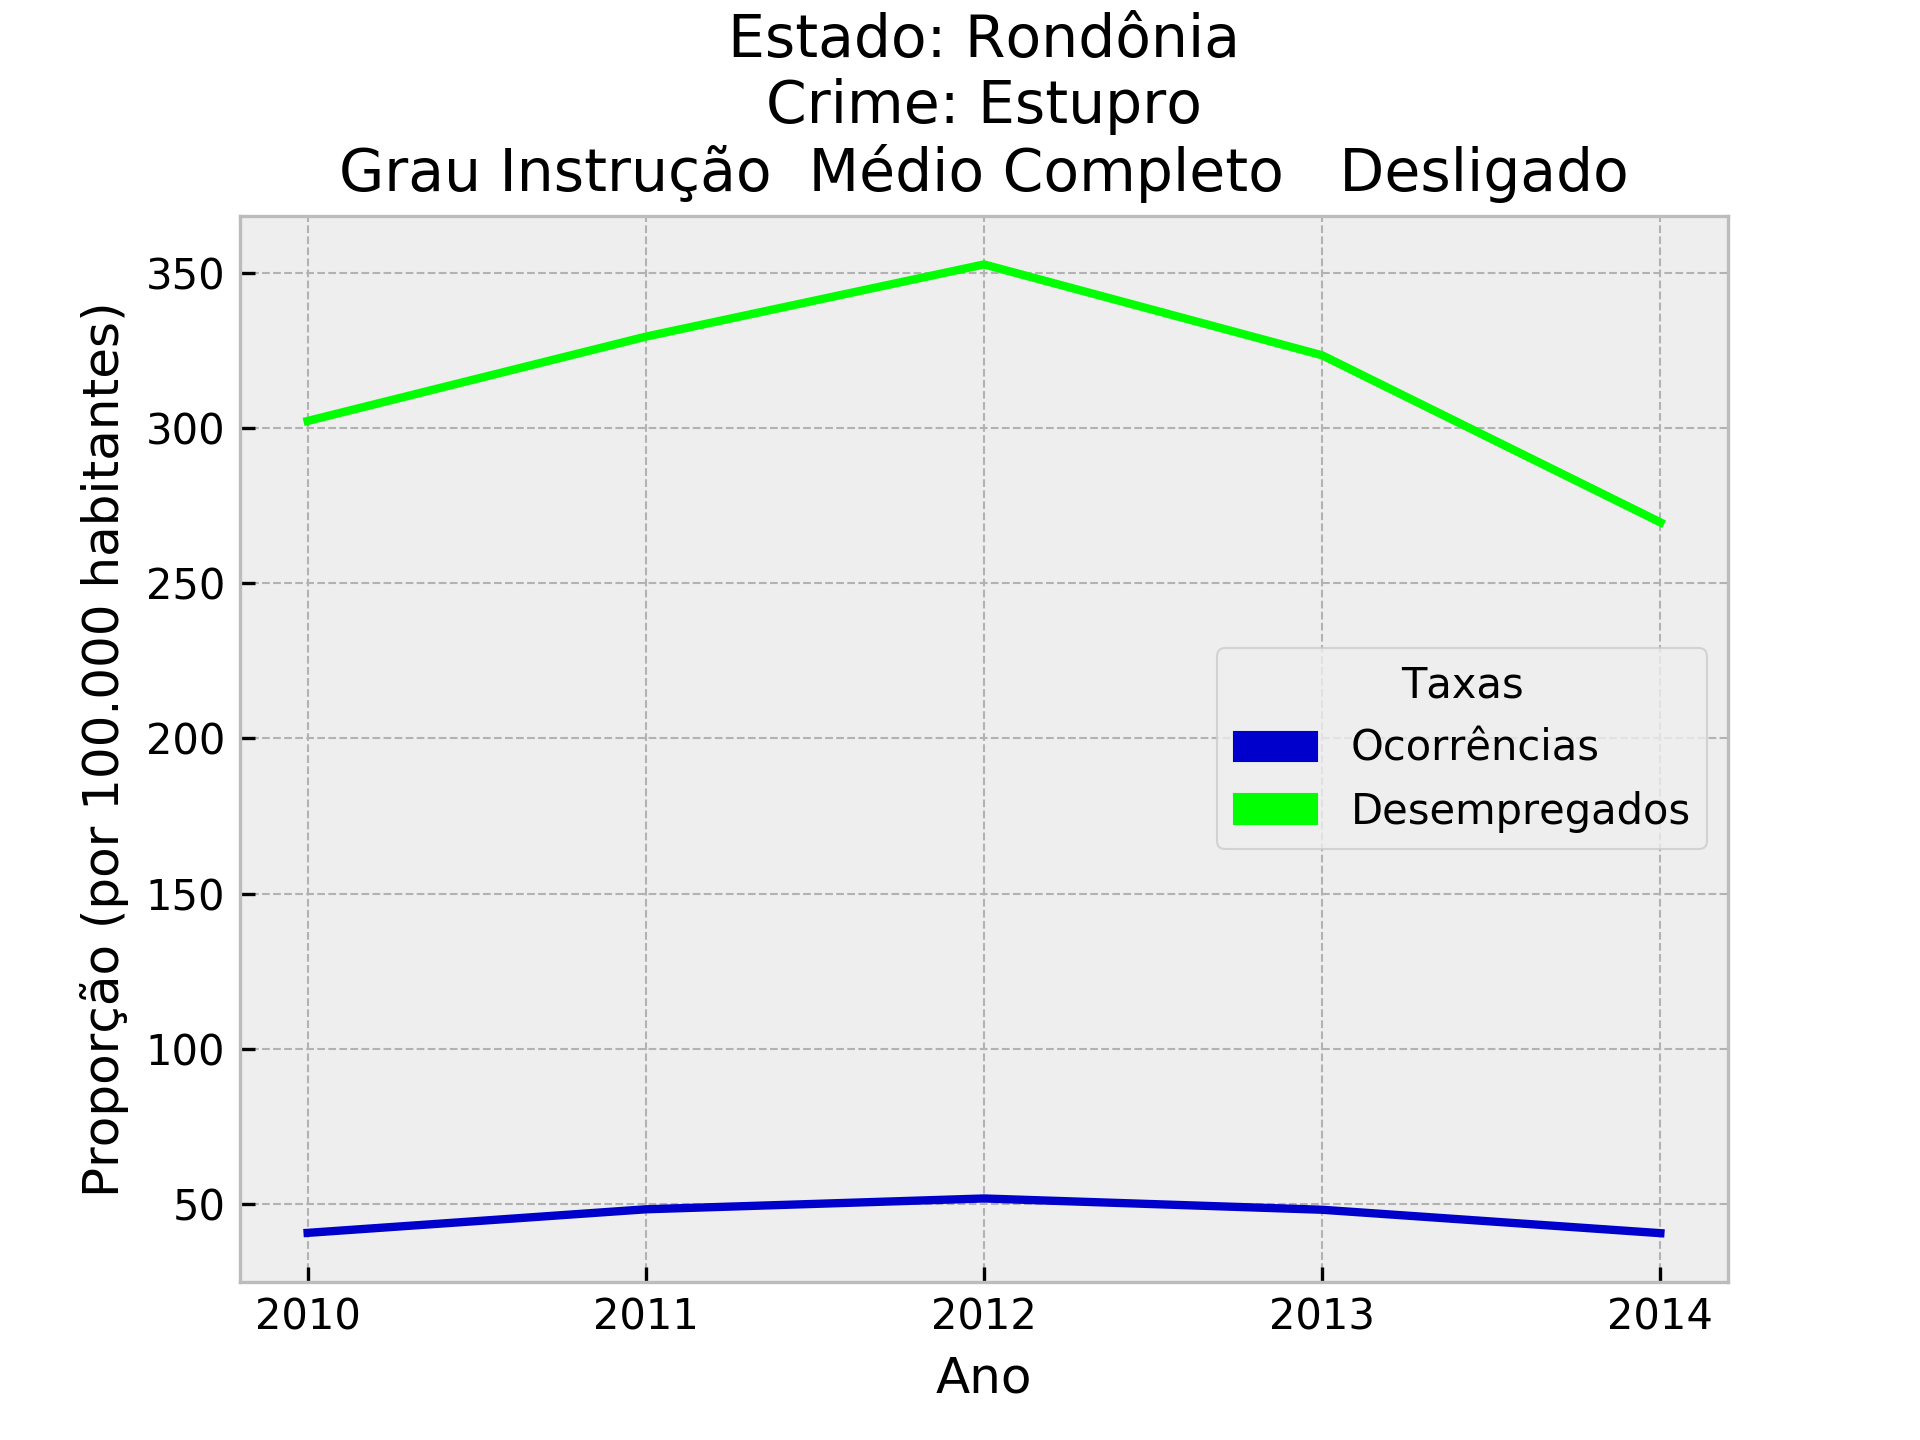 Estado: Rondônia
Crime: Estupro
Grau Instrução  Médio Completo   Desligado
Proporção (por 100.000 habitantes)
350
300
250
200
150
100
50
Taxas
Ocorrências
Desempregados
2010 2011 2012 2013 2014
Ano